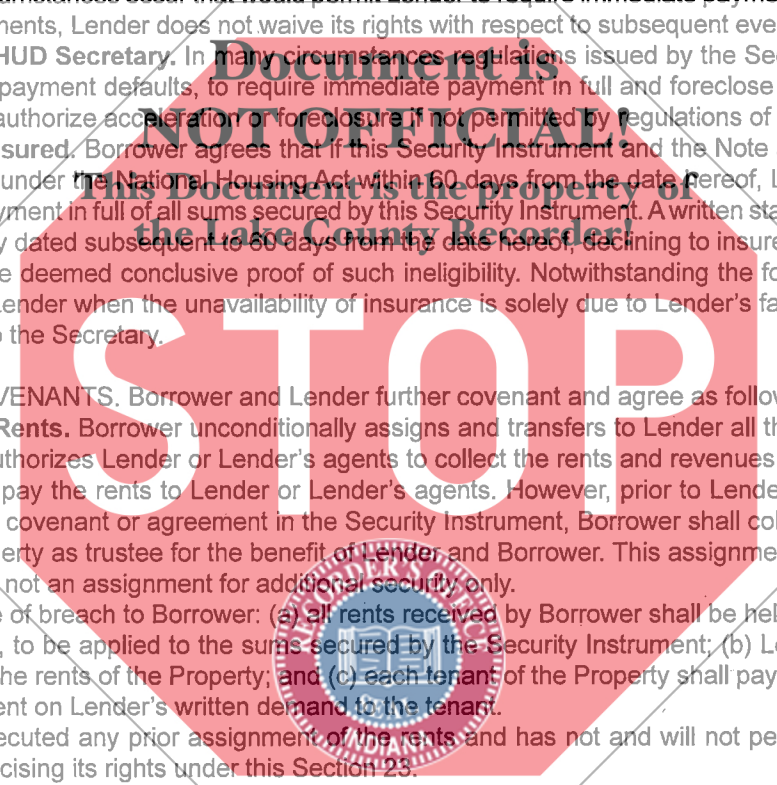 ments, Lender does not waive its rights with respect to subsequent eve
HUD Secretary. In many circumstances regulations issued by the Sec
payment defaults, to require immediate payment in full and foreclose
authorize acceleration or foreclosure if not permitted by regulations of
sured. Borrower agrees that if this Security Instrument and the Note
under the National Housing Act within 60 days from the date hereof, L
yment in full of all sums secured by this Security Instrument. A written sta
y dated subsequent to 60 days from the date hereof, declining to insure
e deemed conclusive proof of such ineligibility. Notwithstanding the fo
Lender when the unavailability of insurance is solely due to Lender's fa
o the Secretary.
VENANTS. Borrower and Lender further covenant and agree as follow
Rents. Borrower unconditionally assigns and transfers to Lender all th
uthorizes Lender or Lender's agents to collect the rents and revenues
pay the rents to Lender or Lender's agents. However, prior to Lende
covenant or agreement in the Security Instrument, Borrower shall col
erty as trustee for the benefit of Lender and Borrower. This assignme
not an assignment for additional security only.
e of breach to Borrower: (a) all rents received by Borrower shall be hel
, to be applied to the sums secured by the Security Instrument; (b) Le
he rents of the Property; and (c) each tenant of the Property shall pay
ent on Lender's written demand to the tenant.
ecuted any prior assignment of the rents and has not and will not pe
cising its rights under this Section 23.
Document is
NOT OFFICIAL!
This Document is the property of
the Lake County Recorder!
STOP
RECORDER'S OFFICE
INDIANA